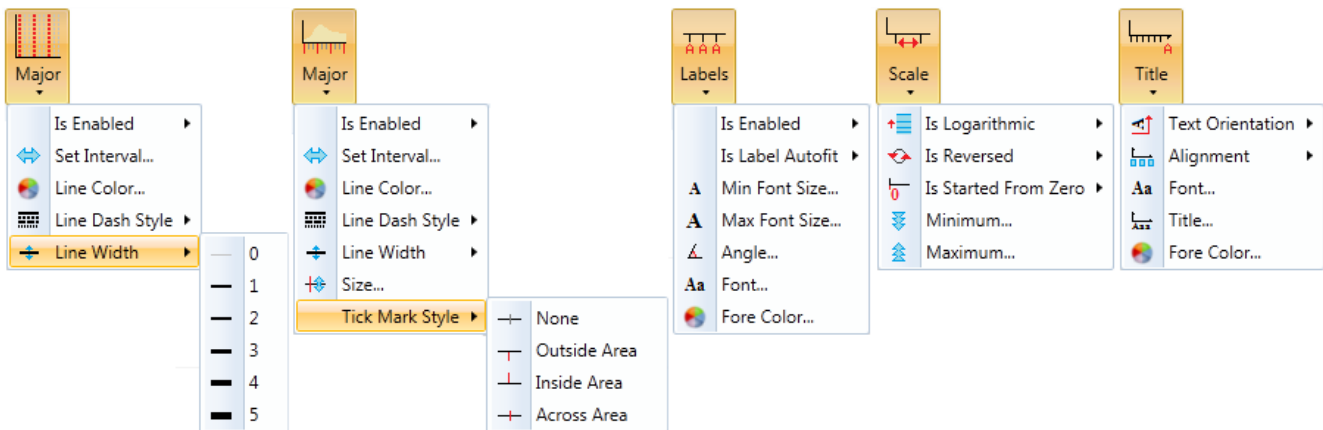 Major
Is Enabled
Set Interval...
Line Color...
Line Dash Style
Line Width
0
1
2
3
4
5
Major
Is Enabled
Set Interval...
Line Color...
Line Dash Style
Line Width
Size...
Tick Mark Style
None
Outside Area
Inside Area
Across Area
A A A
Labels
Is Enabled
Is Label Autofit
A Min Font Size...
A Max Font Size...
Angle...
Aa Font...
Fore Color...
Scale
Is Logarithmic
Is Reversed
0 Is Started From Zero
Minimum...
Maximum...
A
Title
A Text Orientation
Alignment
Aa Font...
Axx Title...
Fore Color...